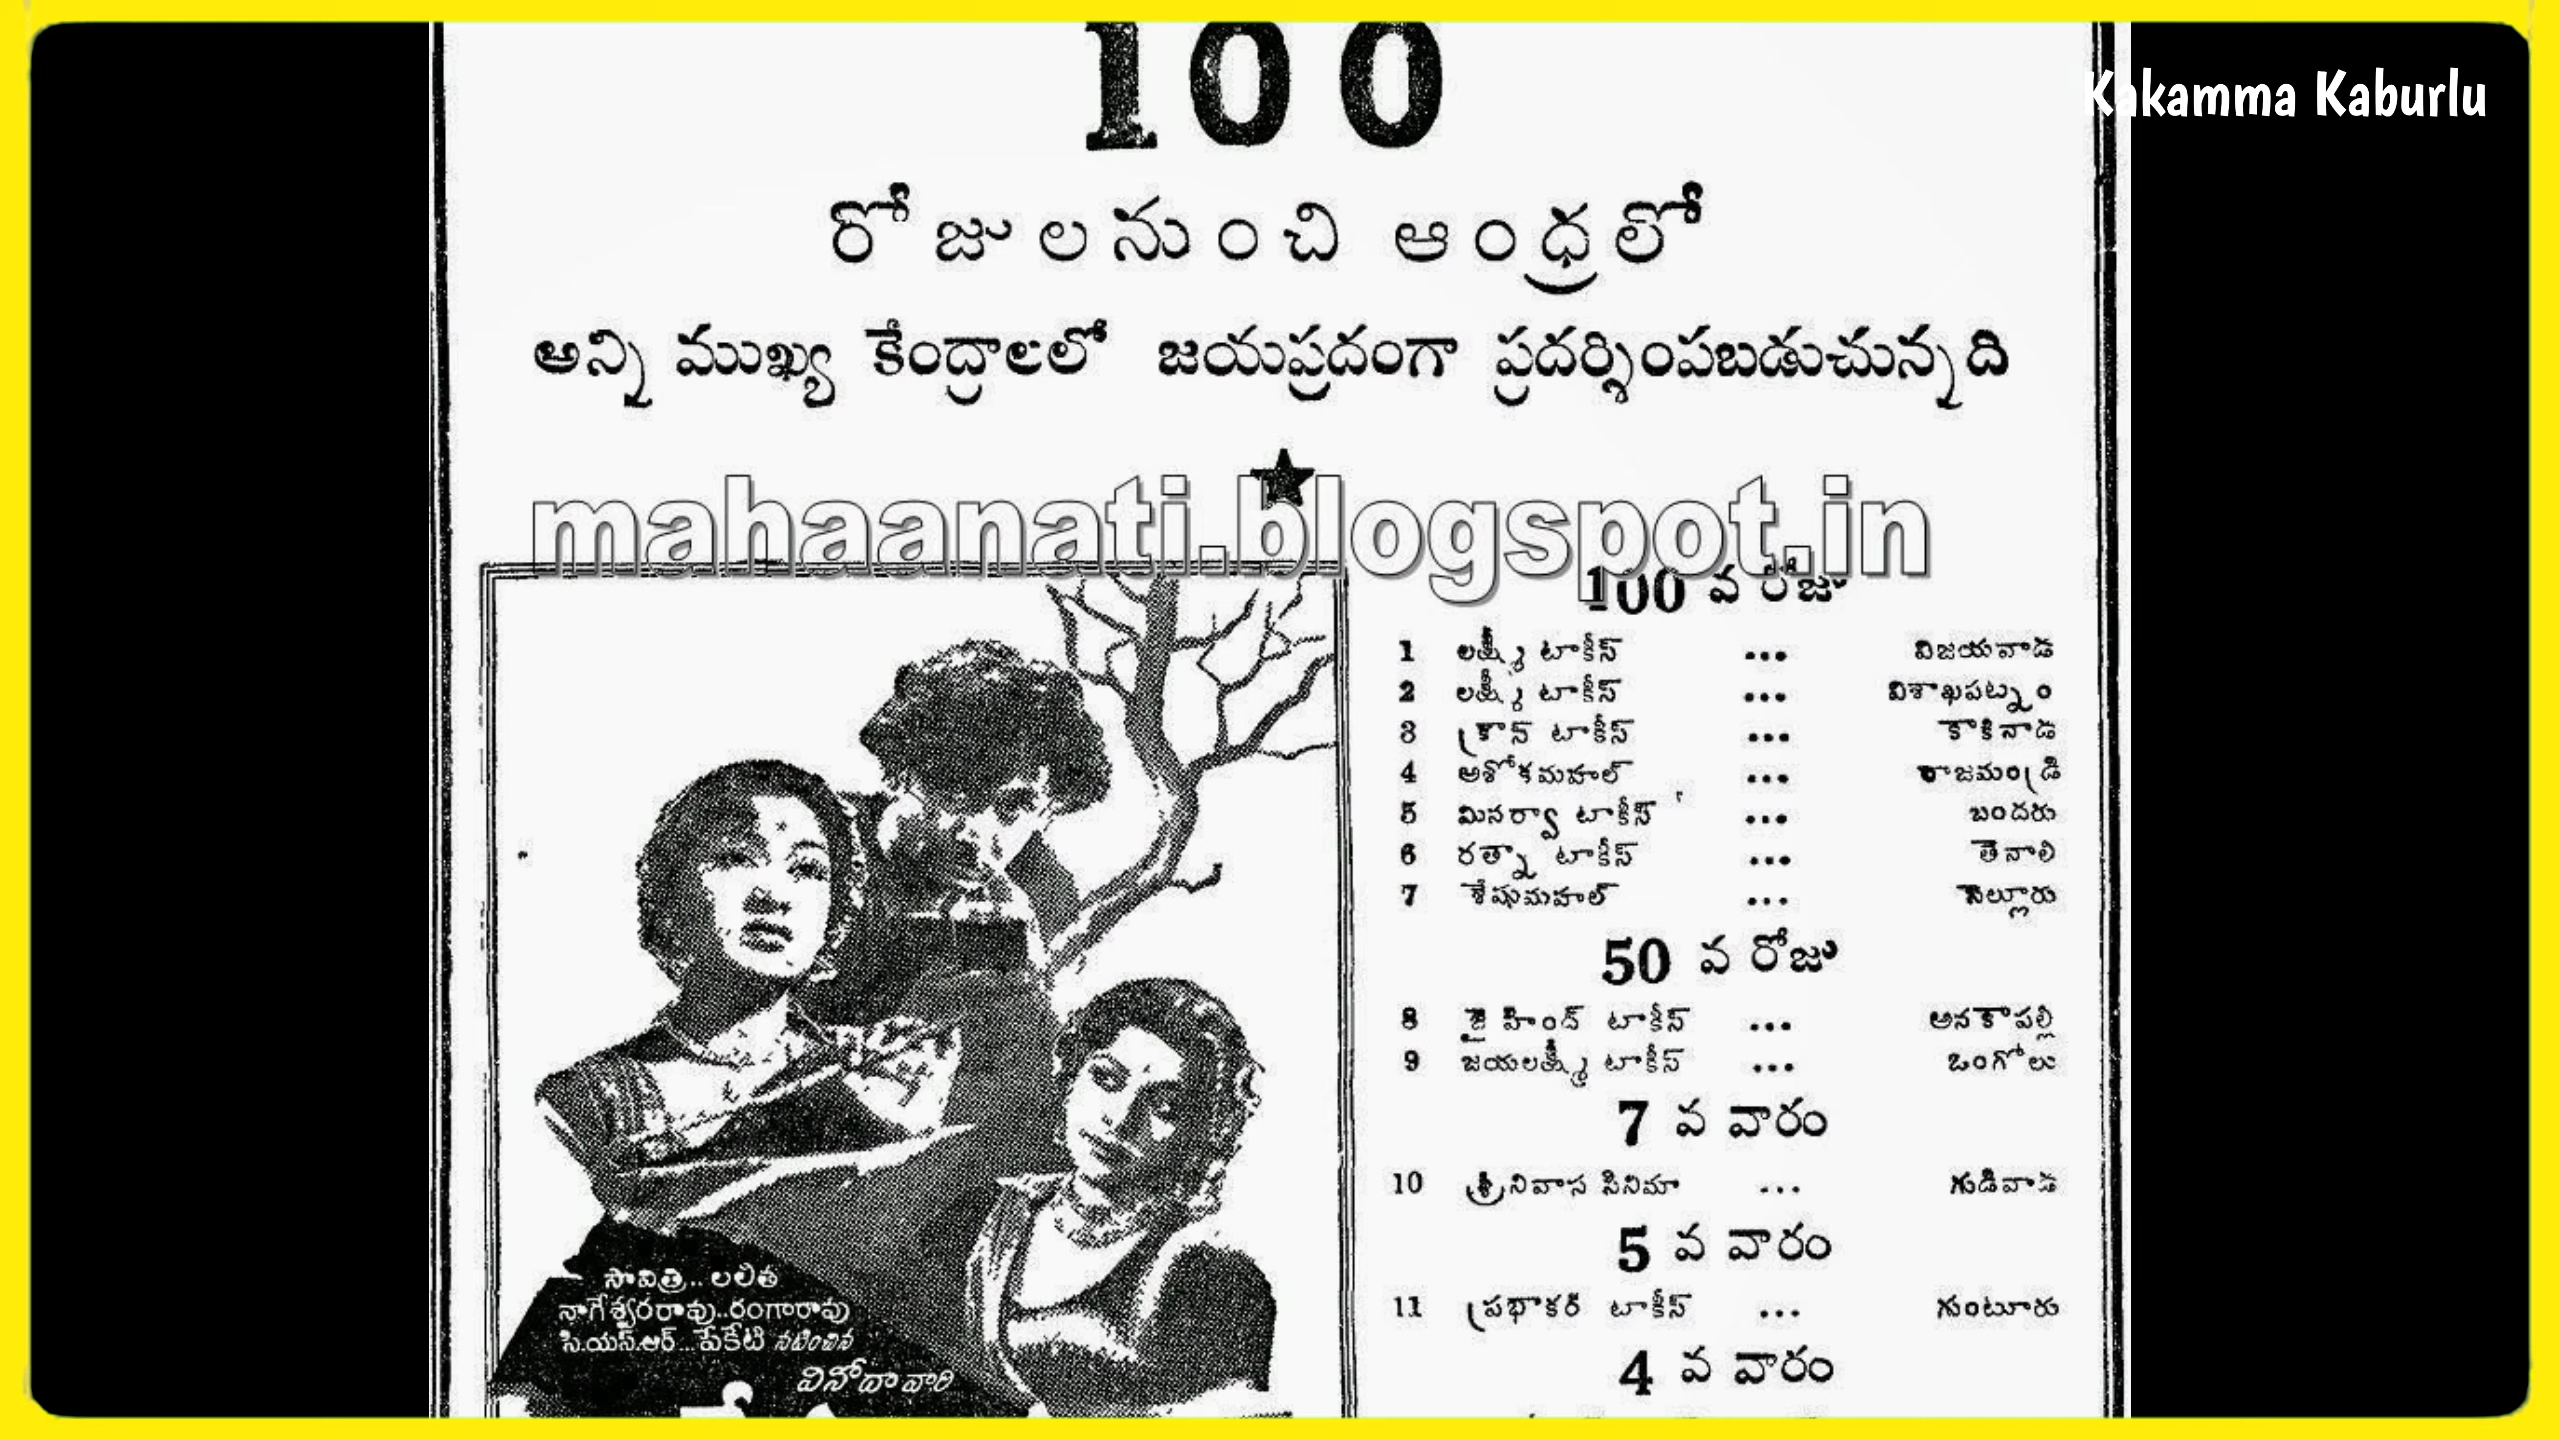 100
Kakamma Kaburlu
రోజులనుంచి ఆంధ్రలో
అన్ని ముఖ్య కేంద్రాలలో జయప్రదంగా ప్రదర్శింపబడుచున్నది
mahaanati.blogspot.in
100 వ రోజు
1 లక్ష్మీ టాకీస్ ... విజయవాడ
2 లక్ష్మీ టాకీస్ ... విశాఖపట్నం
3 క్రౌన్ టాకీస్ ... కాకినాడ
4 అశోకమహల్ ... రాజమండ్రి
5 మినర్వా టాకీస్ ... బందరు
6 రత్నా టాకీస్ ... తెనాలి
7 శేషుమహల్ ... నెల్లూరు
50 వ రోజు
8 జై హింద్ టాకీస్ ... అనకాపల్లి
9 జయలక్ష్మీ టాకీస్ ... ఒంగోలు
7 వ వారం
10 శ్రీనివాస సినిమా ... గుడివాడ
5 వ వారం
11 ప్రభాకర్ టాకీస్ ... గుంటూరు
4 వ వారం
సావిత్రి... లలిత
నాగేశ్వరరావు..రంగారావు
సి.యస్.ఆర్... పేకేటి నటించిన
వినోదా వారి